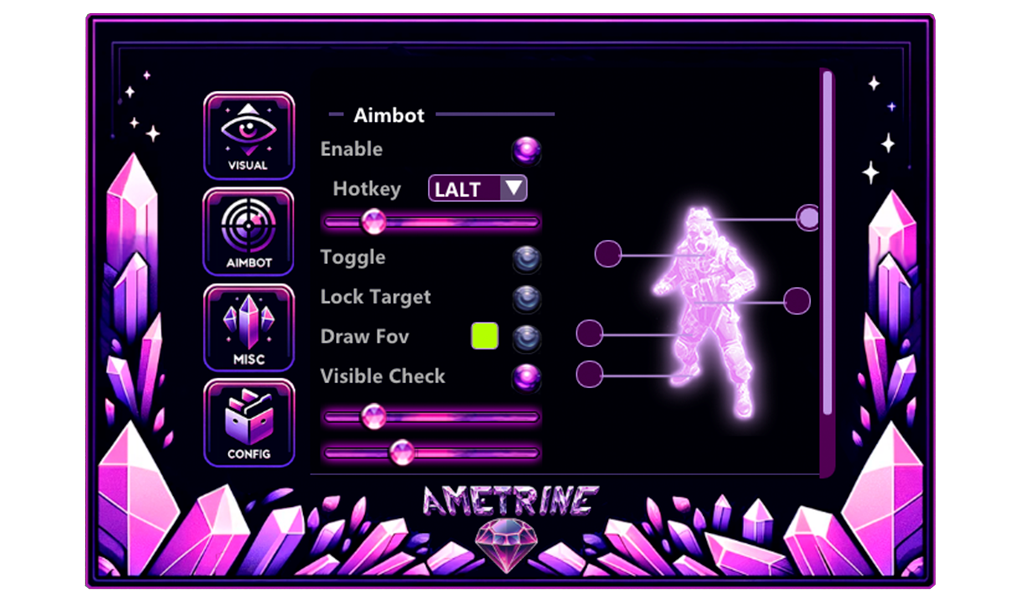 VISUAL
AIMBOT
MISC
CONFIG
Aimbot
Enable
Hotkey LALT
Toggle
Lock Target
Draw Fov
Visible Check
AMETRINE